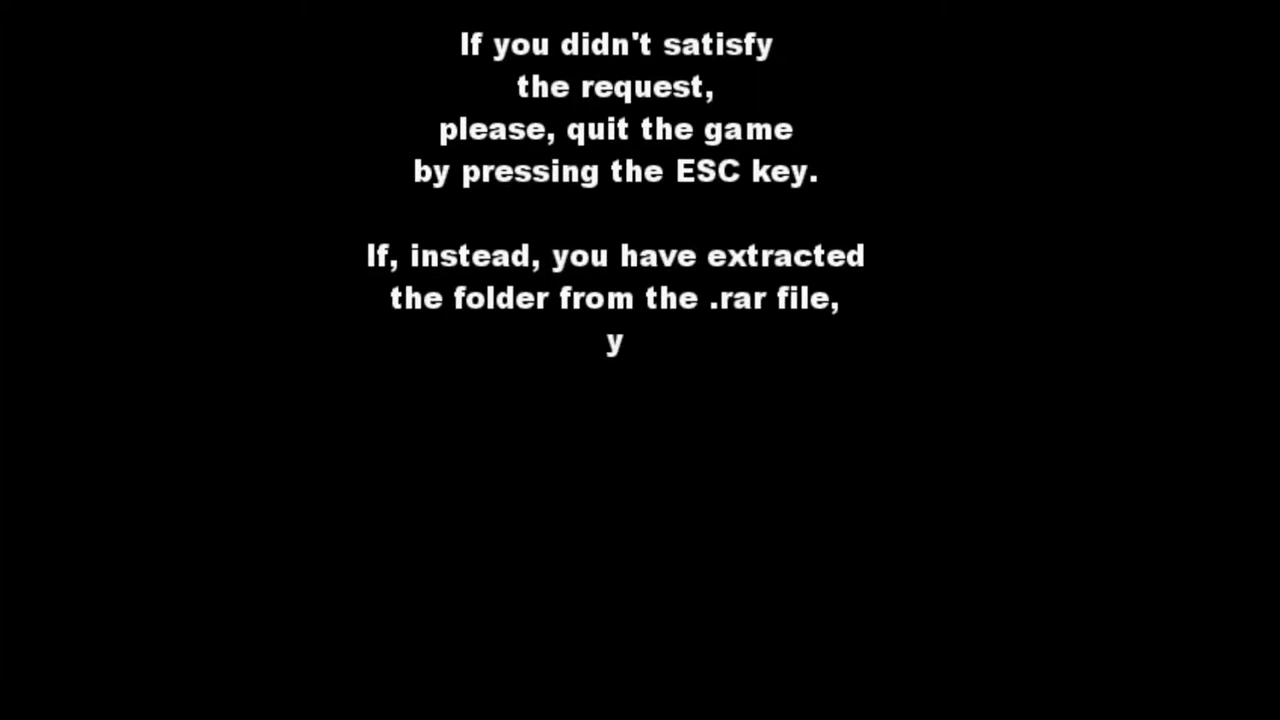 If you didn't satisfy
the request,
please, quit the game
by pressing the ESC key.
If, instead, you have extracted
the folder from the .rar file,
y